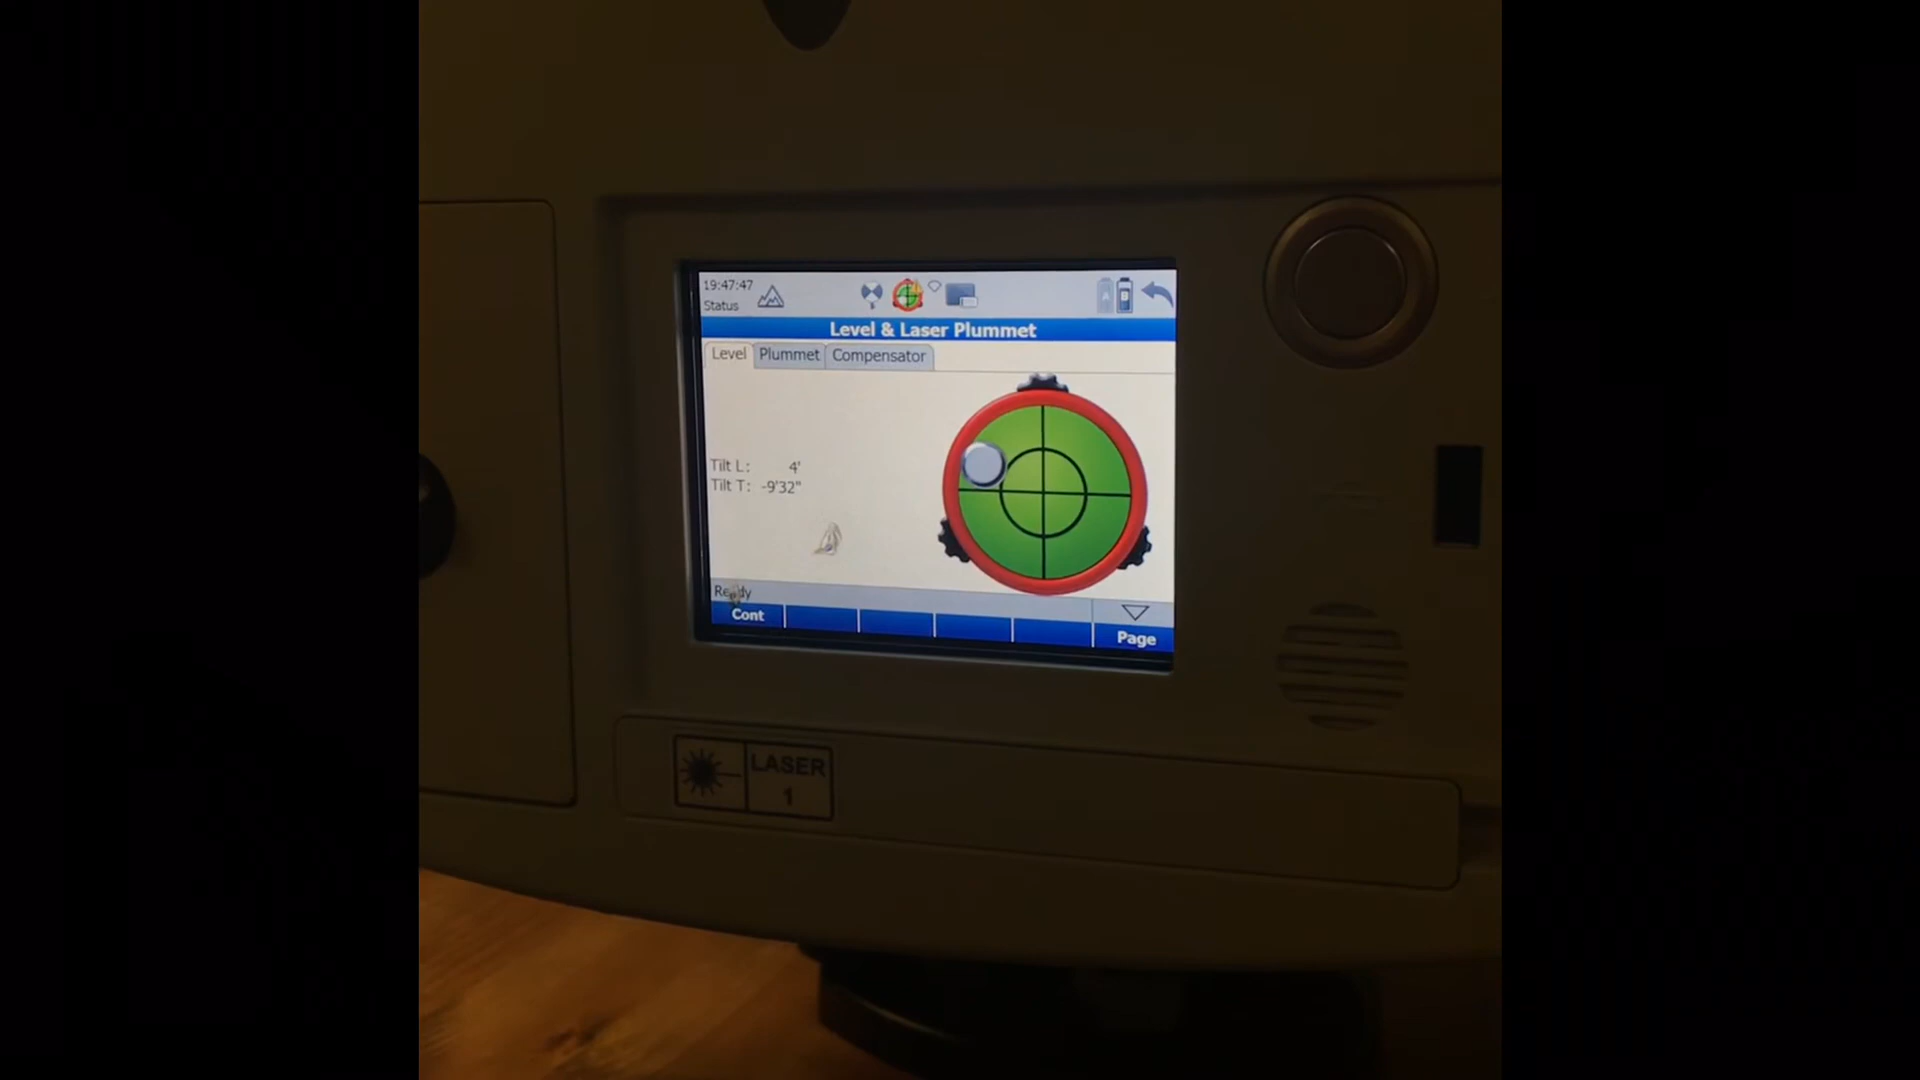 19:47:47
Status
Level & Laser Plummet
Level Plummet Compensator
Tilt L: 4'
Tilt T: -9'32"
Ready
Cont
Page
LASER
1